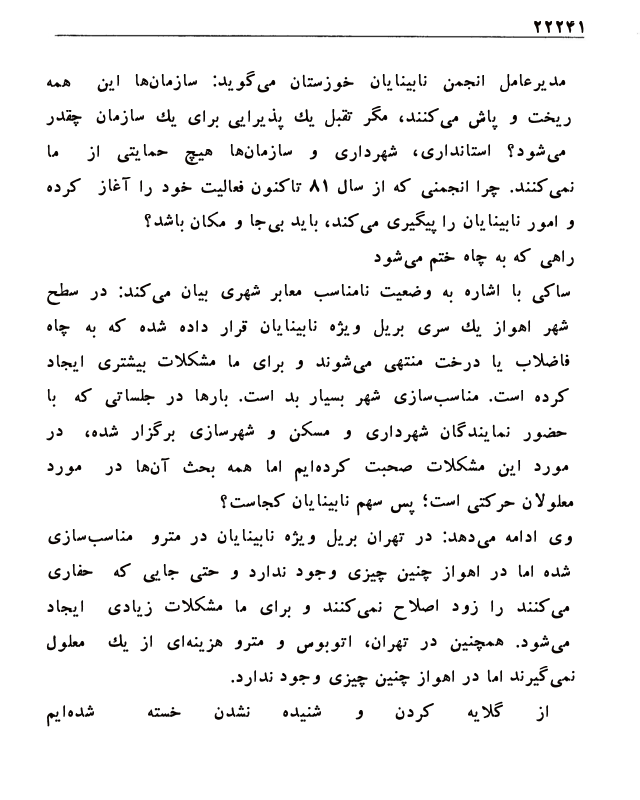 ۲۲۲۴۱
مدیرعامل انجمن نابینایان خوزستان می‌گوید: سازمان‌ها این همه
ریخت و پاش می‌کنند، مگر تقبل یك پذیرایی برای یك سازمان چقدر
می‌شود؟ استانداری، شهرداری و سازمان‌ها هیچ حمایتی از ما
نمی‌کنند. چرا انجمنی که از سال ۸۱ تاکنون فعالیت خود را آغاز کرده
و امور نابینایان را پیگیری می‌کند، باید بی‌جا و مکان باشد؟
راهی که به چاه ختم می‌شود
ساکی با اشاره به وضعیت نامناسب معابر شهری بیان می‌کند: در سطح
شهر اهواز یك سری بریل ویژه نابینایان قرار داده شده که به چاه
فاضلاب یا درخت منتهی می‌شوند و برای ما مشکلات بیشتری ایجاد
کرده است. مناسب‌سازی شهر بسیار بد است. بارها در جلساتی که با
حضور نمایندگان شهرداری و مسکن و شهرسازی برگزار شده، در
مورد این مشکلات صحبت کرده‌ایم اما همه بحث آن‌ها در مورد
معلولان حرکتی است؛ پس سهم نابینایان کجاست؟
وی ادامه می‌دهد: در تهران بریل ویژه نابینایان در مترو مناسب‌سازی
شده اما در اهواز چنین چیزی وجود ندارد و حتی جایی که حفاری
می‌کنند را زود اصلاح نمی‌کنند و برای ما مشکلات زیادی ایجاد
می‌شود. همچنین در تهران، اتوبوس و مترو هزینه‌ای از یك معلول
نمی‌گیرند اما در اهواز چنین چیزی وجود ندارد.
از گلایه کردن و شنیده نشدن خسته شده‌ایم